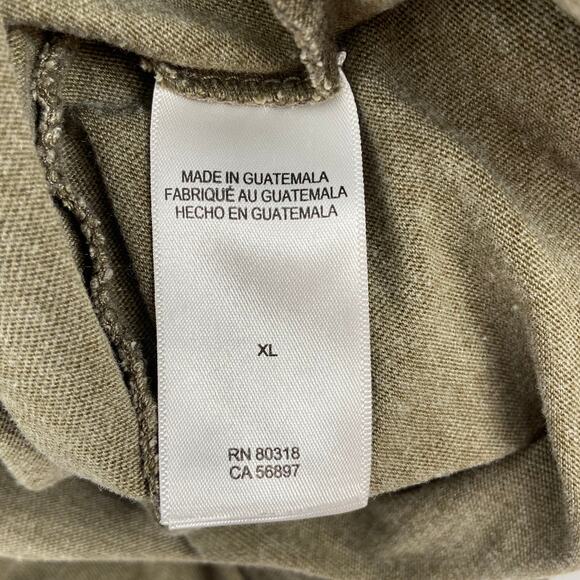 MADE IN GUATEMALA
FABRIQUÉ AU GUATEMALA
HECHO EN GUATEMALA
XL
RN 80318
CA 56897